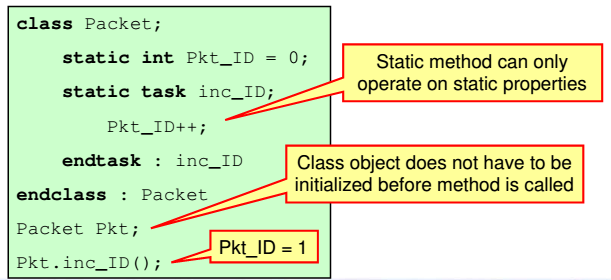 class Packet;
static int Pkt_ID = 0;
static task inc_ID;
Pkt_ID++;
endtask : inc_ID
endclass : Packet
Packet Pkt;
Pkt.inc_ID();
Static method can only
operate on static properties
Class object does not have to be
initialized before method is called
Pkt_ID = 1